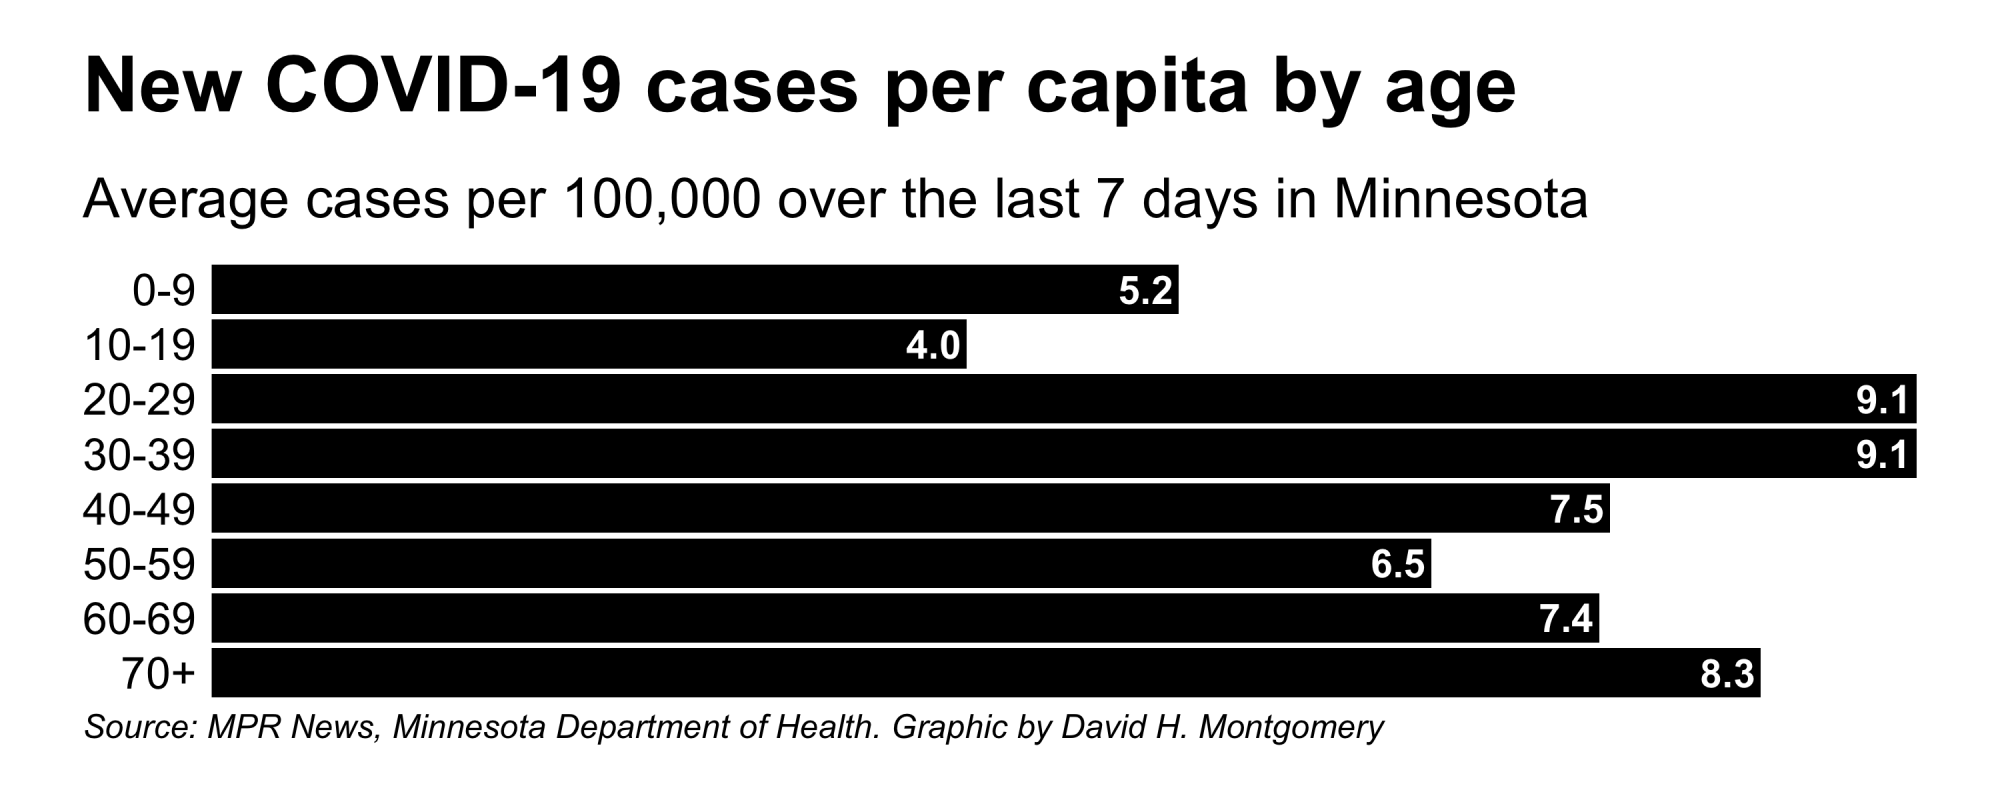 New COVID-19 cases per capita by age
Average cases per 100,000 over the last 7 days in Minnesota
0-9 5.2
10-19 4.0
20-29 9.1
30-39 9.1
40-49 7.5
50-59 6.5
60-69 7.4
70+ 8.3
Source: MPR News, Minnesota Department of Health. Graphic by David H. Montgomery